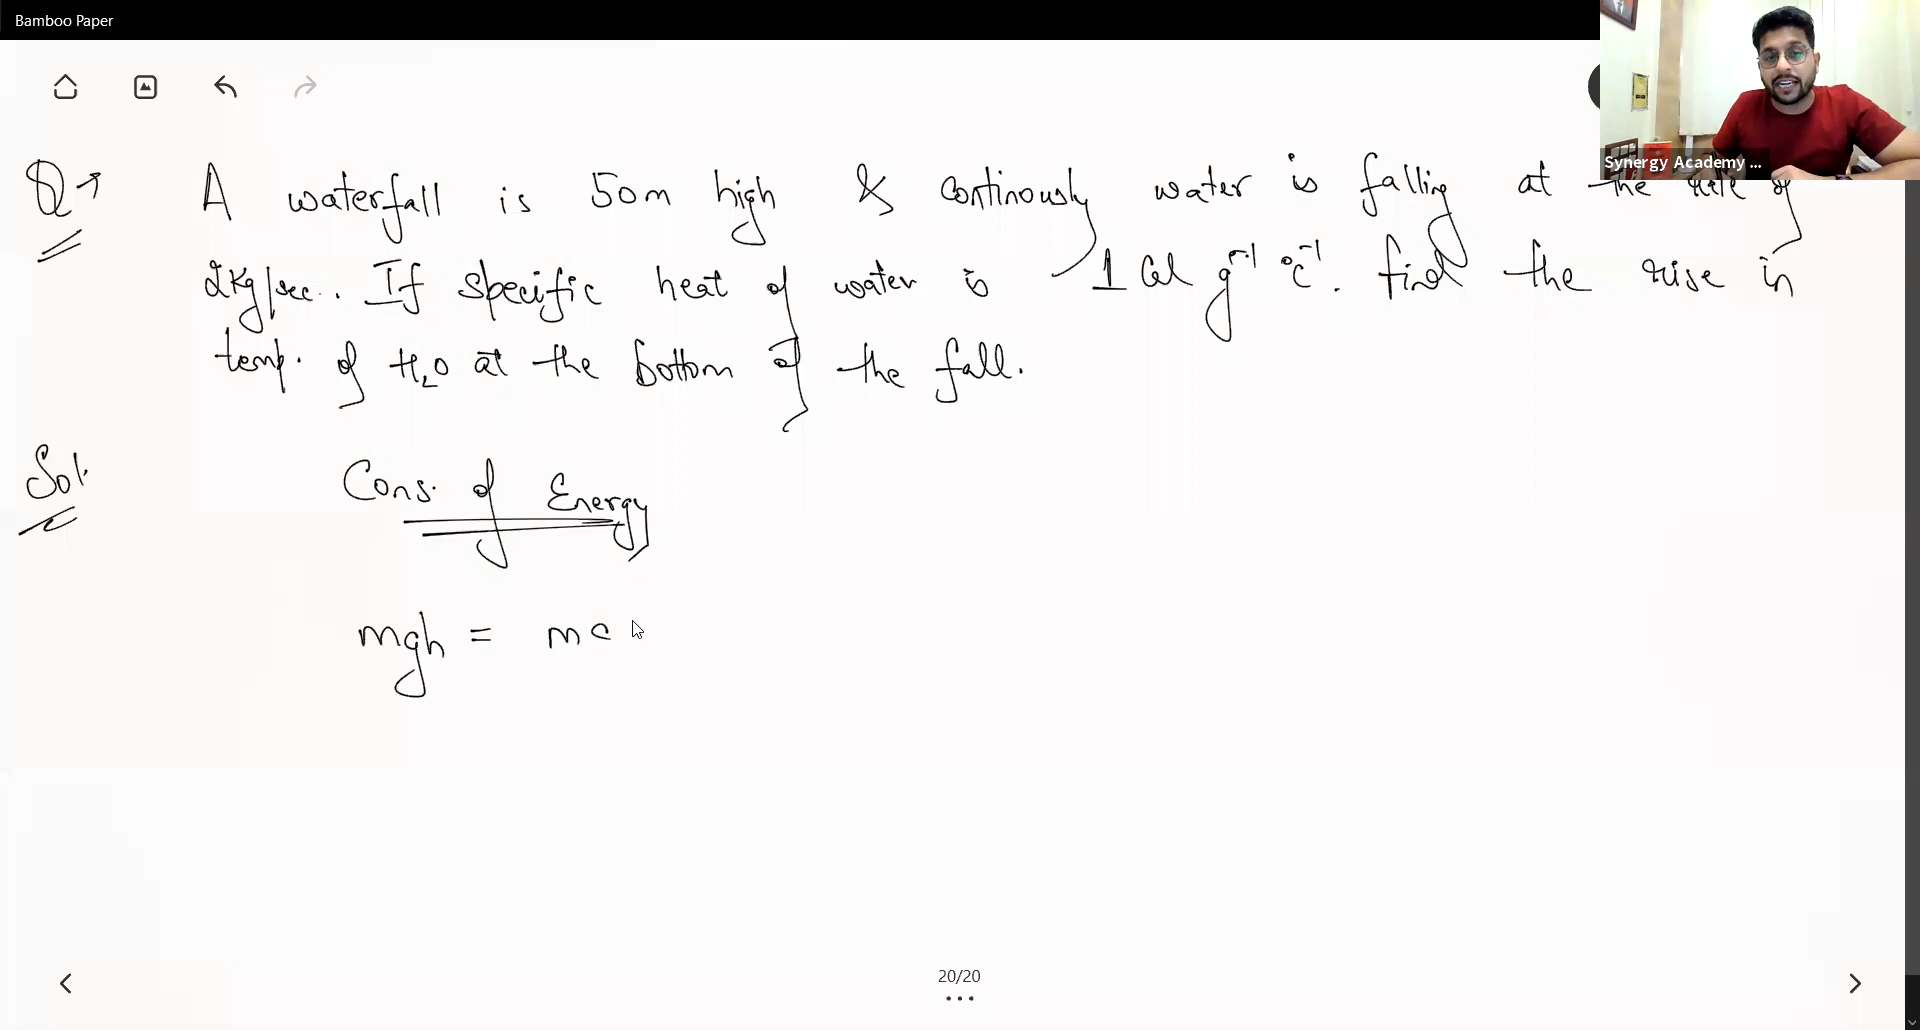 Bamboo Paper
Synergy Academy ...
Q→ A waterfall is 50m high & continously water is falling at the rate of
2Kg/sec. If specific heat of water is 1 Cal g⁻¹ °C⁻¹. find the rise in
temp. of H₂O at the bottom of the fall.
Sol.
Cons. of Energy
mgh = mc
20/20